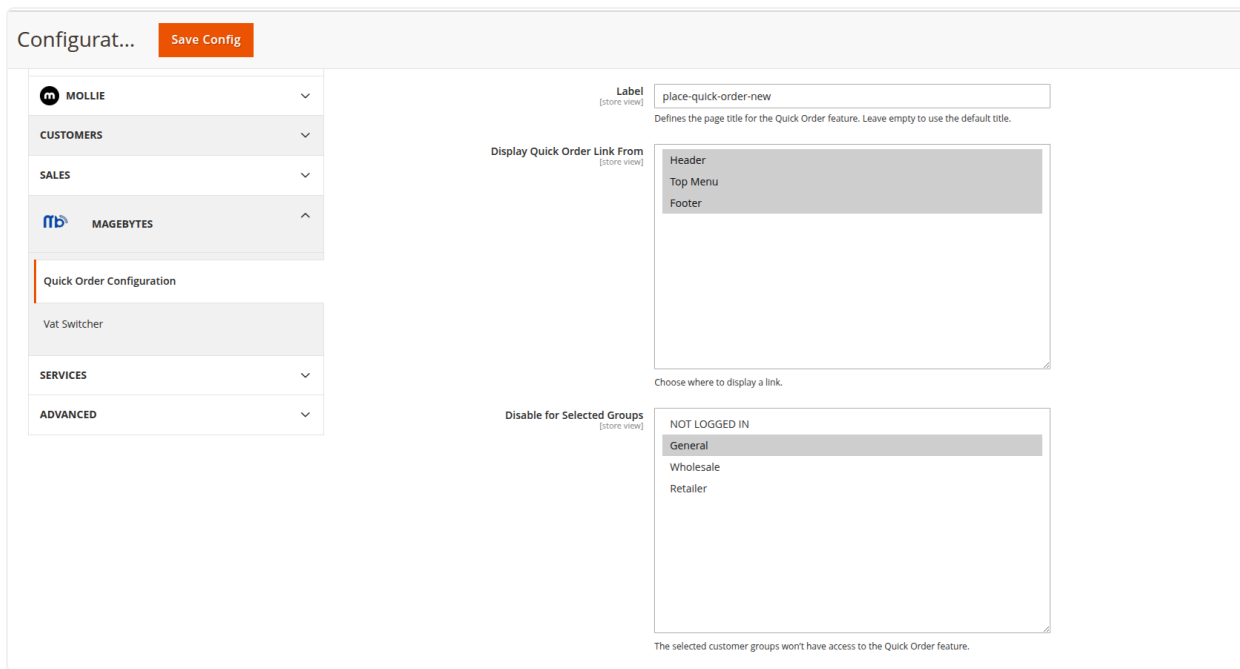 Configurat...
Save Config
MOLLIE
CUSTOMERS
SALES
MAGEBYTES
Quick Order Configuration
Vat Switcher
SERVICES
ADVANCED
Label
[store view]
place-quick-order-new
Defines the page title for the Quick Order feature. Leave empty to use the default title.
Display Quick Order Link From
[store view]
Header
Top Menu
Footer
Choose where to display a link.
Disable for Selected Groups
[store view]
NOT LOGGED IN
General
Wholesale
Retailer
The selected customer groups won't have access to the Quick Order feature.